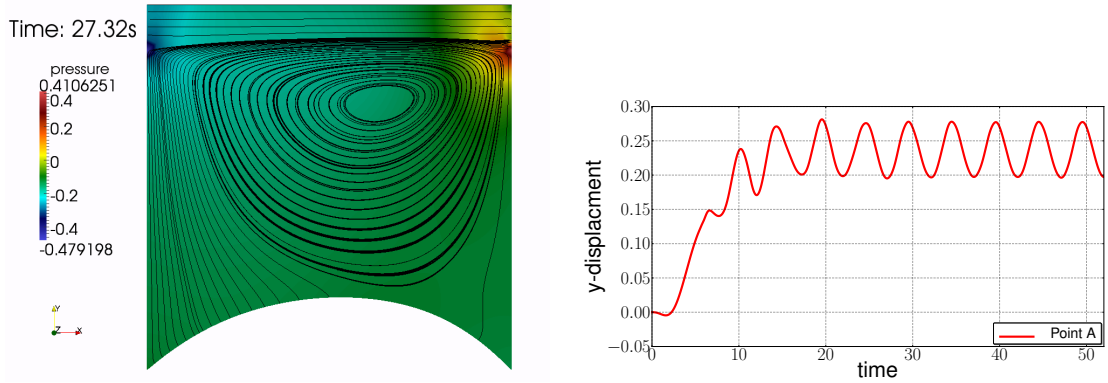 Time: 27.32s
pressure
0.4106251
0.4
0.2
0
-0.2
-0.4
-0.479198
Y
Z
X
0.30
0.25
0.20
0.15
0.10
0.05
0.00
−0.05
y-displacment
0 10 20 30 40 50
time
Point A